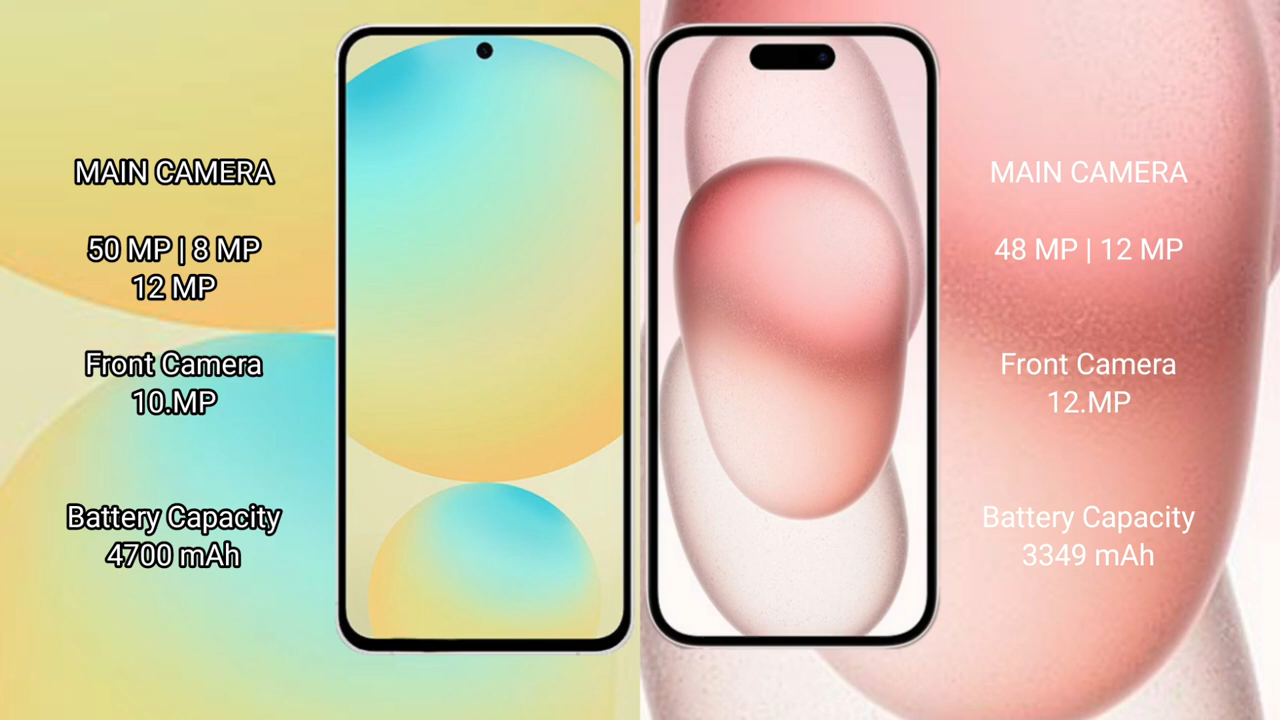 MAIN CAMERA
50 MP | 8 MP
12 MP
Front Camera
10.MP
Battery Capacity
4700 mAh
MAIN CAMERA
48 MP | 12 MP
Front Camera
12.MP
Battery Capacity
3349 mAh